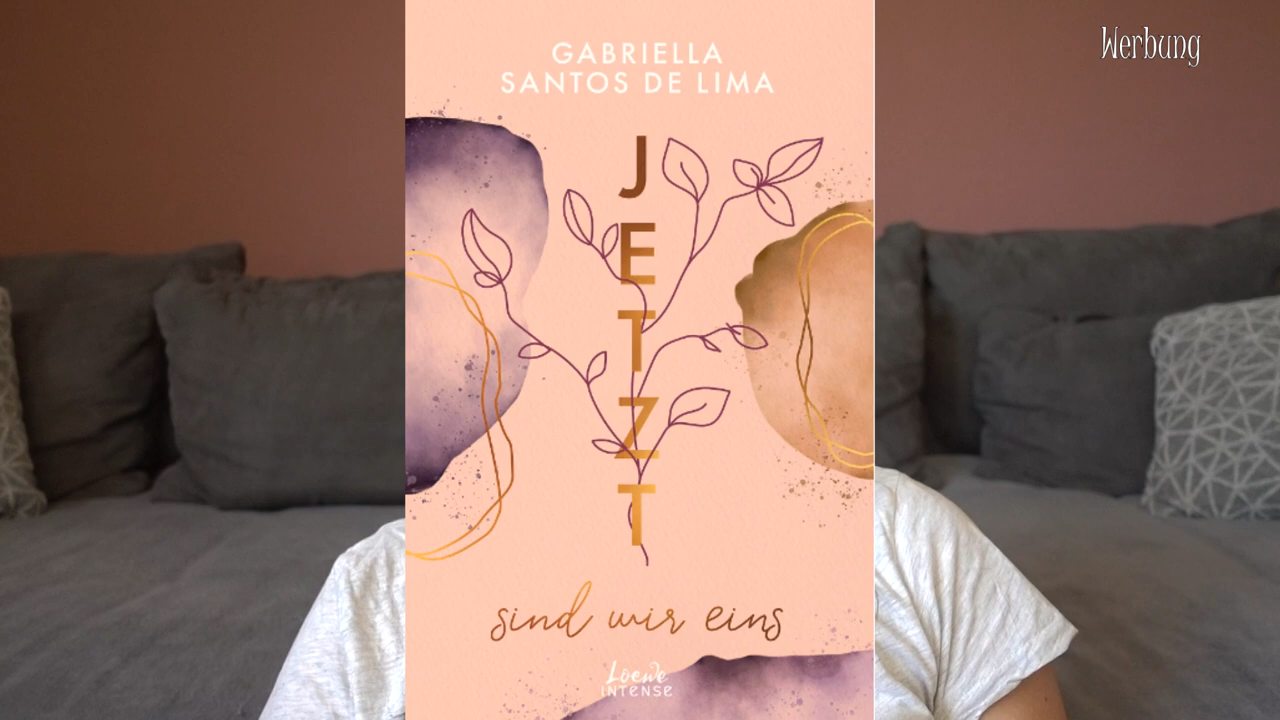 Werbung
GABRIELLA
SANTOS DE LIMA
JETZT
sind wir eins
Loewe
INTENSE